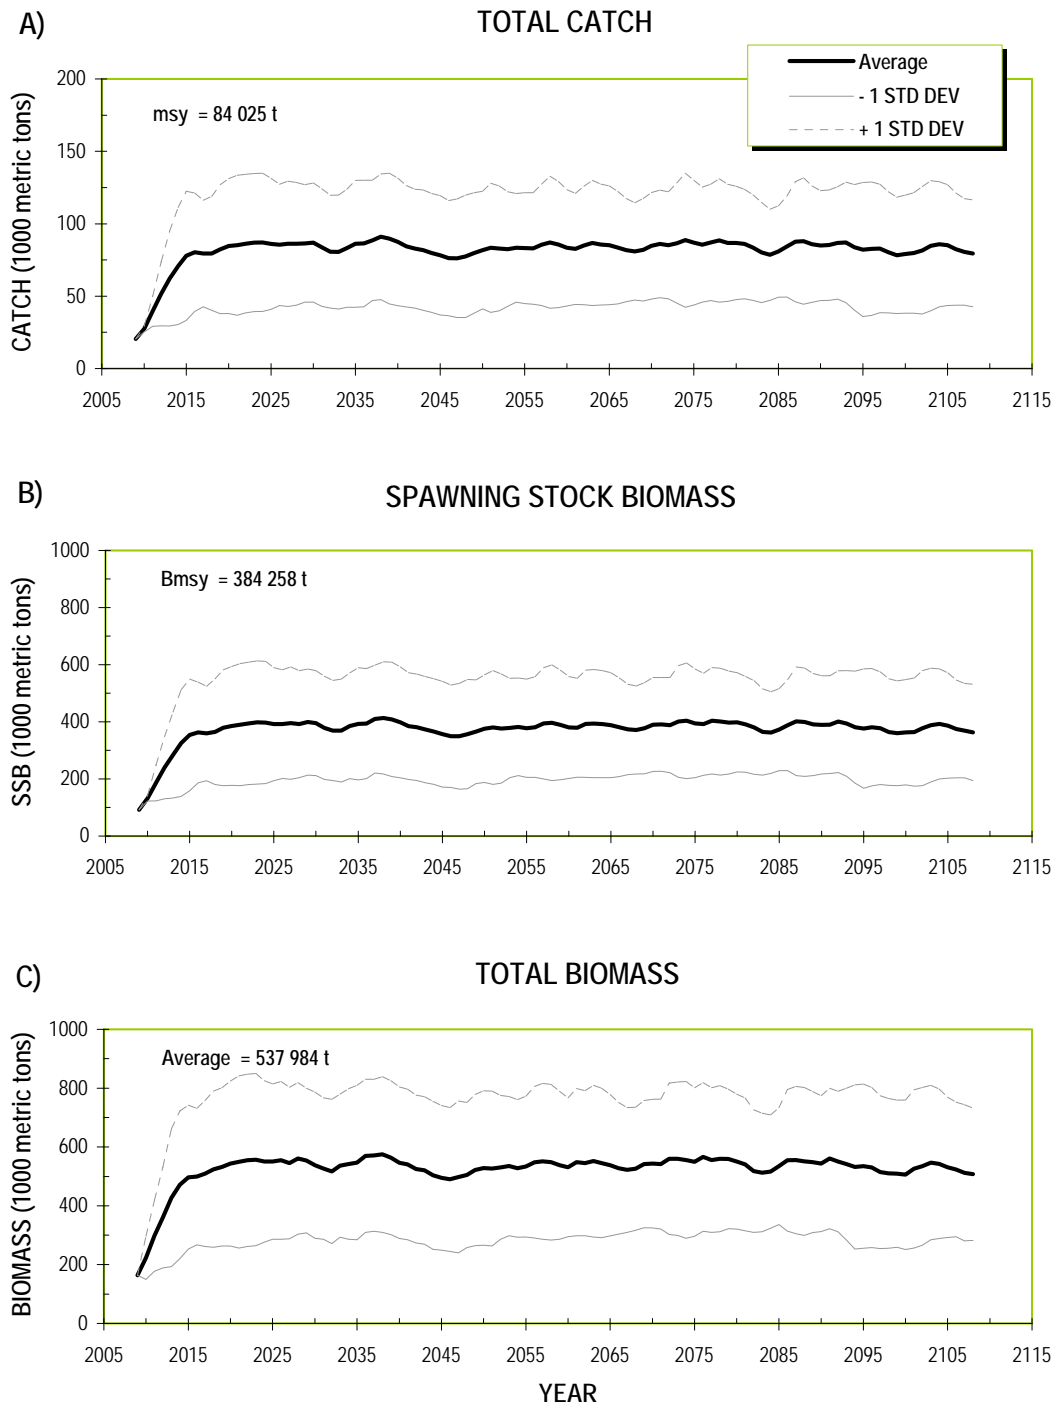 A)
TOTAL CATCH
Average
- 1 STD DEV
+ 1 STD DEV
msy = 84 025 t
CATCH (1000 metric tons)
200
150
100
50
0
2005 2015 2025 2035 2045 2055 2065 2075 2085 2095 2105 2115
B)
SPAWNING STOCK BIOMASS
Bmsy = 384 258 t
SSB (1000 metric tons)
1000
800
600
400
200
0
2005 2015 2025 2035 2045 2055 2065 2075 2085 2095 2105 2115
C)
TOTAL BIOMASS
Average = 537 984 t
BIOMASS (1000 metric tons)
1000
800
600
400
200
0
2005 2015 2025 2035 2045 2055 2065 2075 2085 2095 2105 2115
YEAR